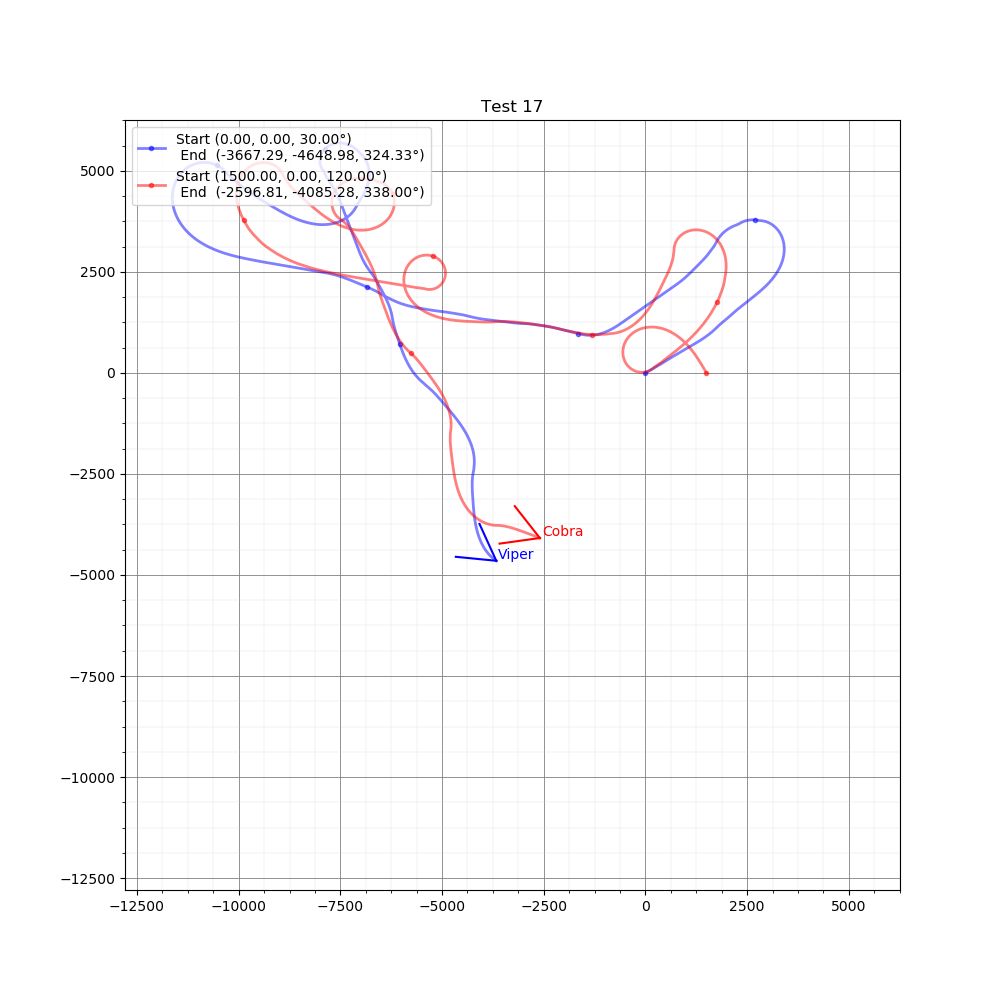 Test 17
Start (0.00, 0.00, 30.00°)
End  (-3667.29, -4648.98, 324.33°)
Start (1500.00, 0.00, 120.00°)
End  (-2596.81, -4085.28, 338.00°)
5000
2500
0
−2500
−5000
−7500
−10000
−12500
Cobra
Viper
−12500 −10000 −7500 −5000 −2500 0 2500 5000